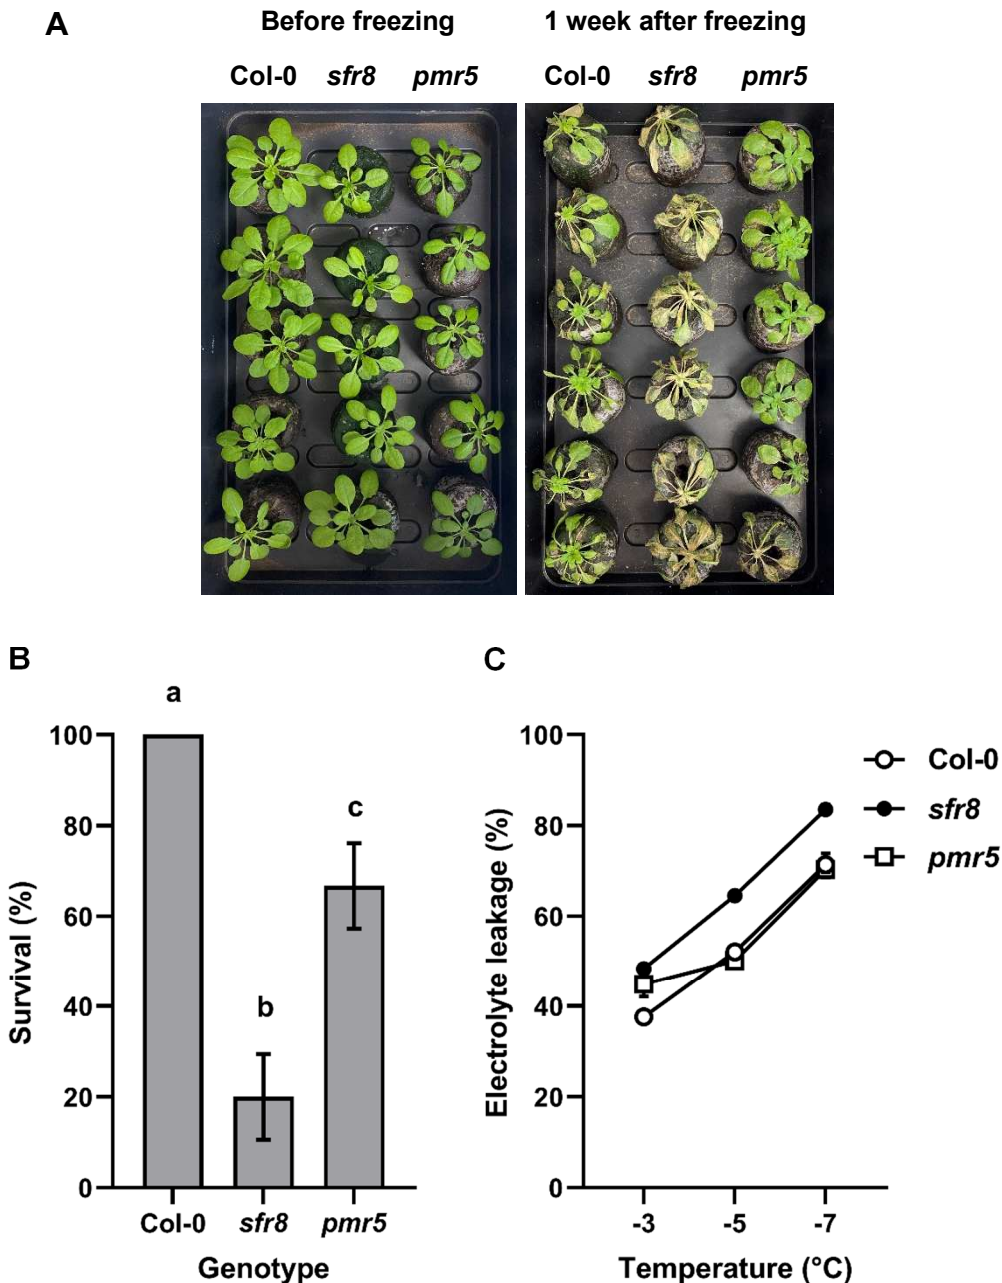 A
Before freezing
1 week after freezing
Col-0 sfr8 pmr5
Col-0 sfr8 pmr5
B
a
b
c
100
80
60
40
20
0
Survival (%)
Col-0 sfr8 pmr5
Genotype
C
100
80
60
40
20
0
Electrolyte leakage (%)
-3 -5 -7
Temperature (°C)
Col-0
sfr8
pmr5